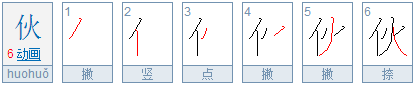 伙
6 动画
huohuǒ
1 2 3 4 5 6
撇 竖 点 撇 撇 捺